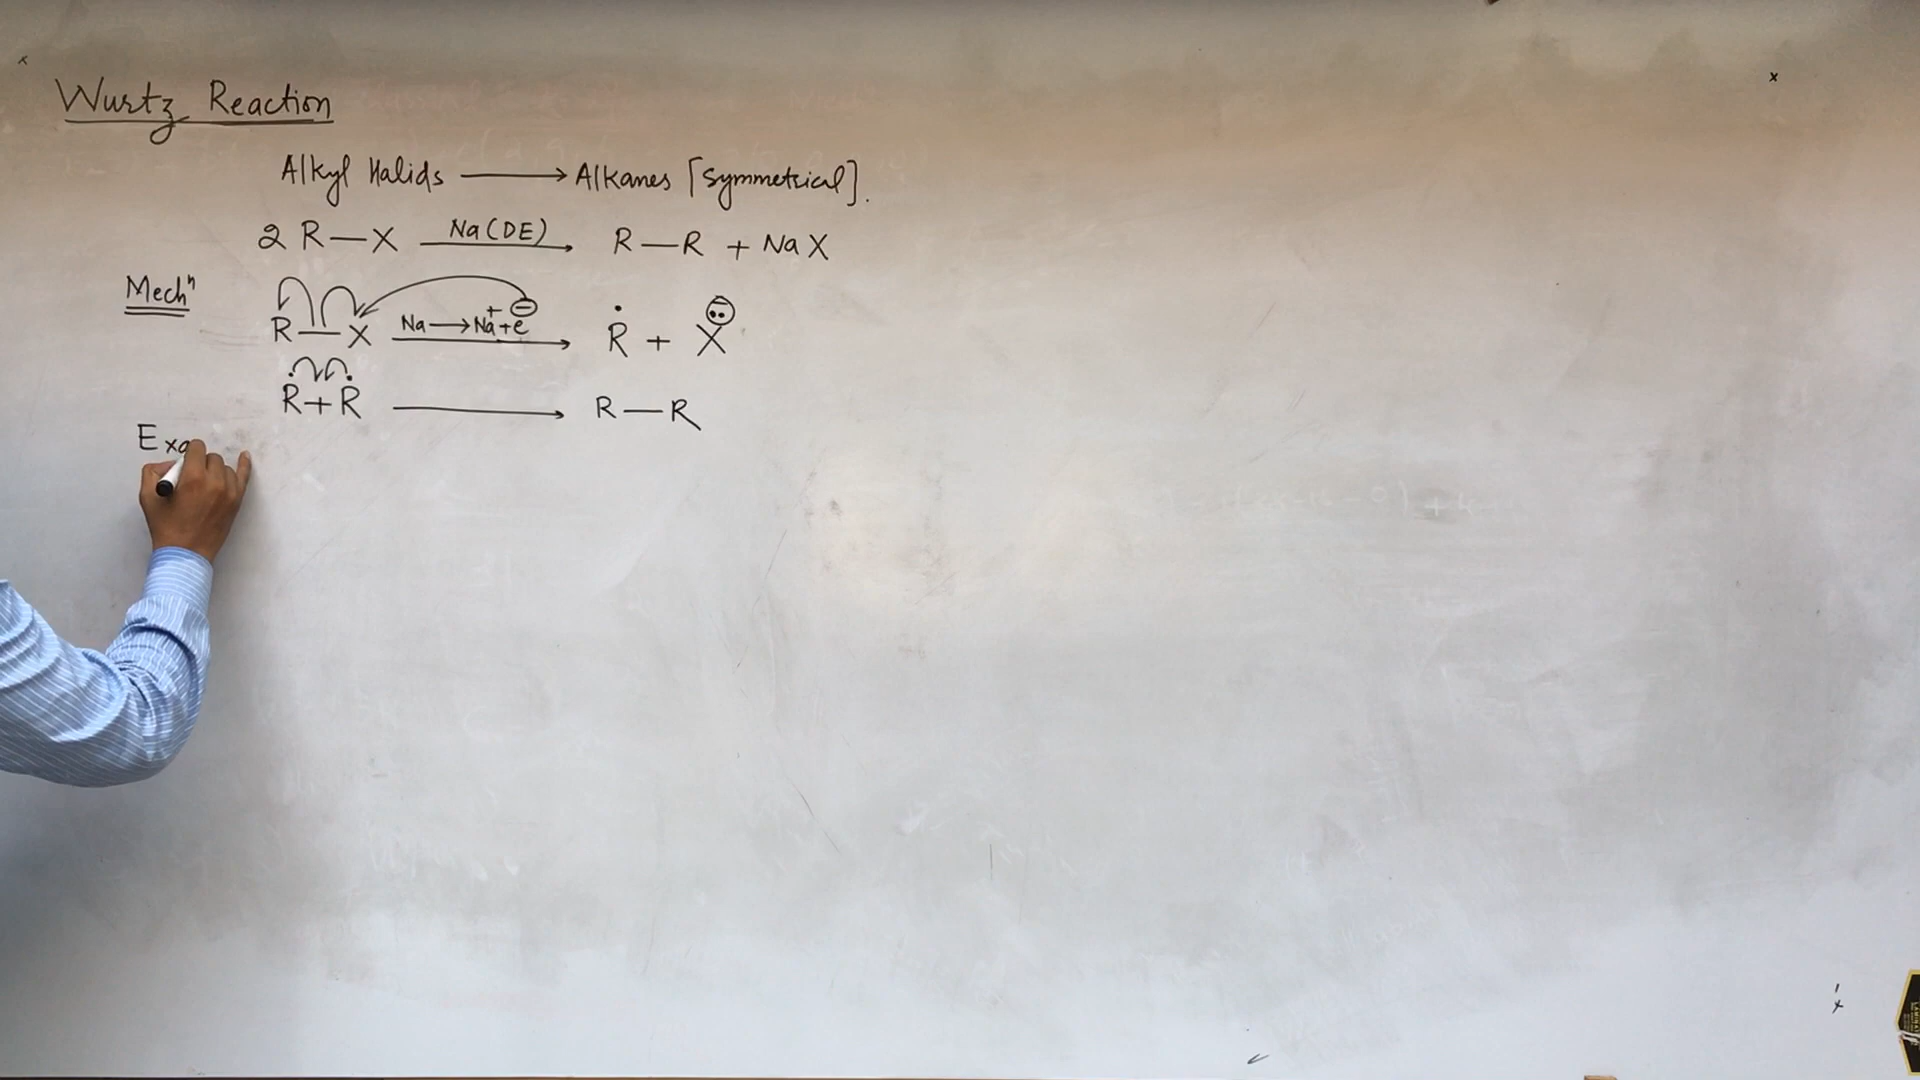 Wurtz Reaction
Alkyl Halids ⟶ Alkanes [Symmetrical].
2 R—X Na(DE) ⟶ R—R + NaX
Mechⁿ R—X Na⟶Na⁺+e⊖ ⟶ Ṙ + X
Ṙ+Ṙ ⟶ R—R
Exa